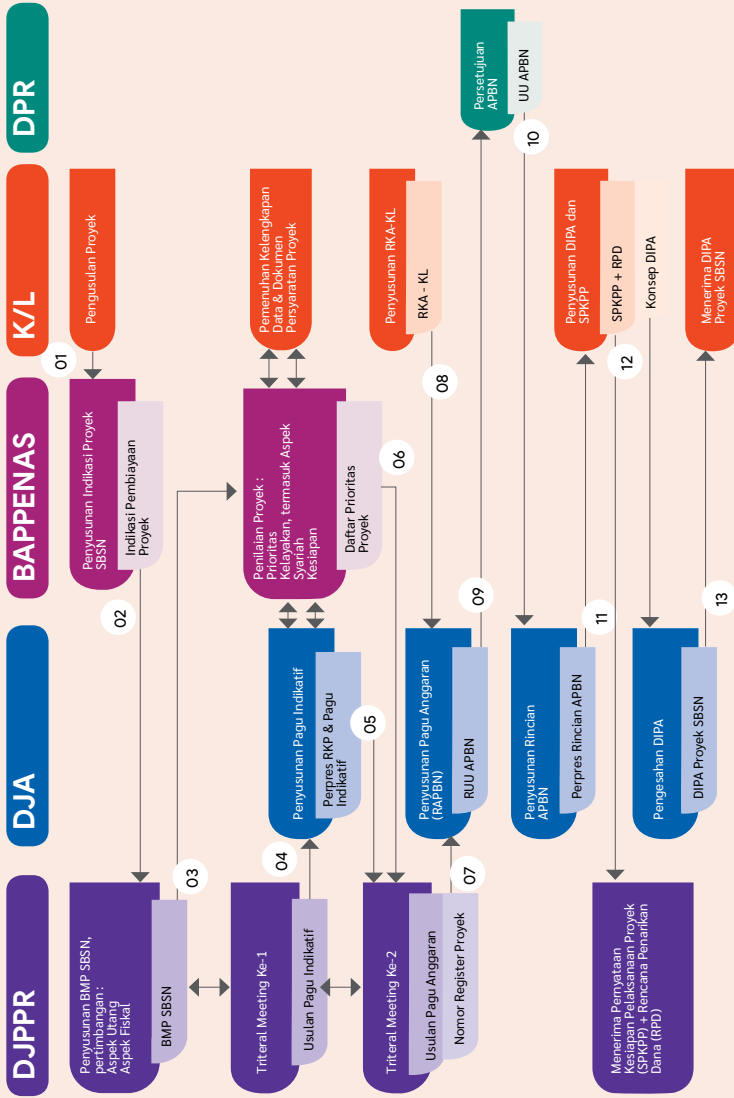 DJPPR
DJA
BAPPENAS
K/L
DPR
Penyusunan BMP SBSN,
pertimbangan :
Aspek Utang
Aspek Fiskal
BMP SBSN
02
Penyusunan Indikasi Proyek
SBSN
Indikasi Pembiayaan
Proyek
01
Pengusulan Proyek
03
Triteral Meeting Ke-1
Usulan Pagu Indikatif
04
Penyusunan Pagu Indikatif
Perpres RKP & Pagu
Indikatif
05
Penilaian Proyek :
Prioritas
Kelayakan, termasuk Aspek
Syariah
Kesiapan
Daftar Prioritas
Proyek
06
Pemenuhan Kelengkapan
Data & Dokumen
Persyaratan Proyek
Triteral Meeting Ke-2
Usulan Pagu Anggaran
Nomor Register Proyek
07
Penyusunan Pagu Anggaran
(RAPBN)
RUU APBN
08
Penyusunan RKA-KL
RKA - KL
09
Persetujuan
APBN
UU APBN
10
Penyusunan Rincian
APBN
Perpres Rincian APBN
11
Penyusunan DIPA dan
SPKPP
SPKPP + RPD
Konsep DIPA
12
Menerima Pernyataan
Kesiapan Pelaksanaan Proyek
(SPKPP) + Rencana Penarikan
Dana (RPD)
Pengesahan DIPA
DIPA Proyek SBSN
13
Menerima DIPA
Proyek SBSN